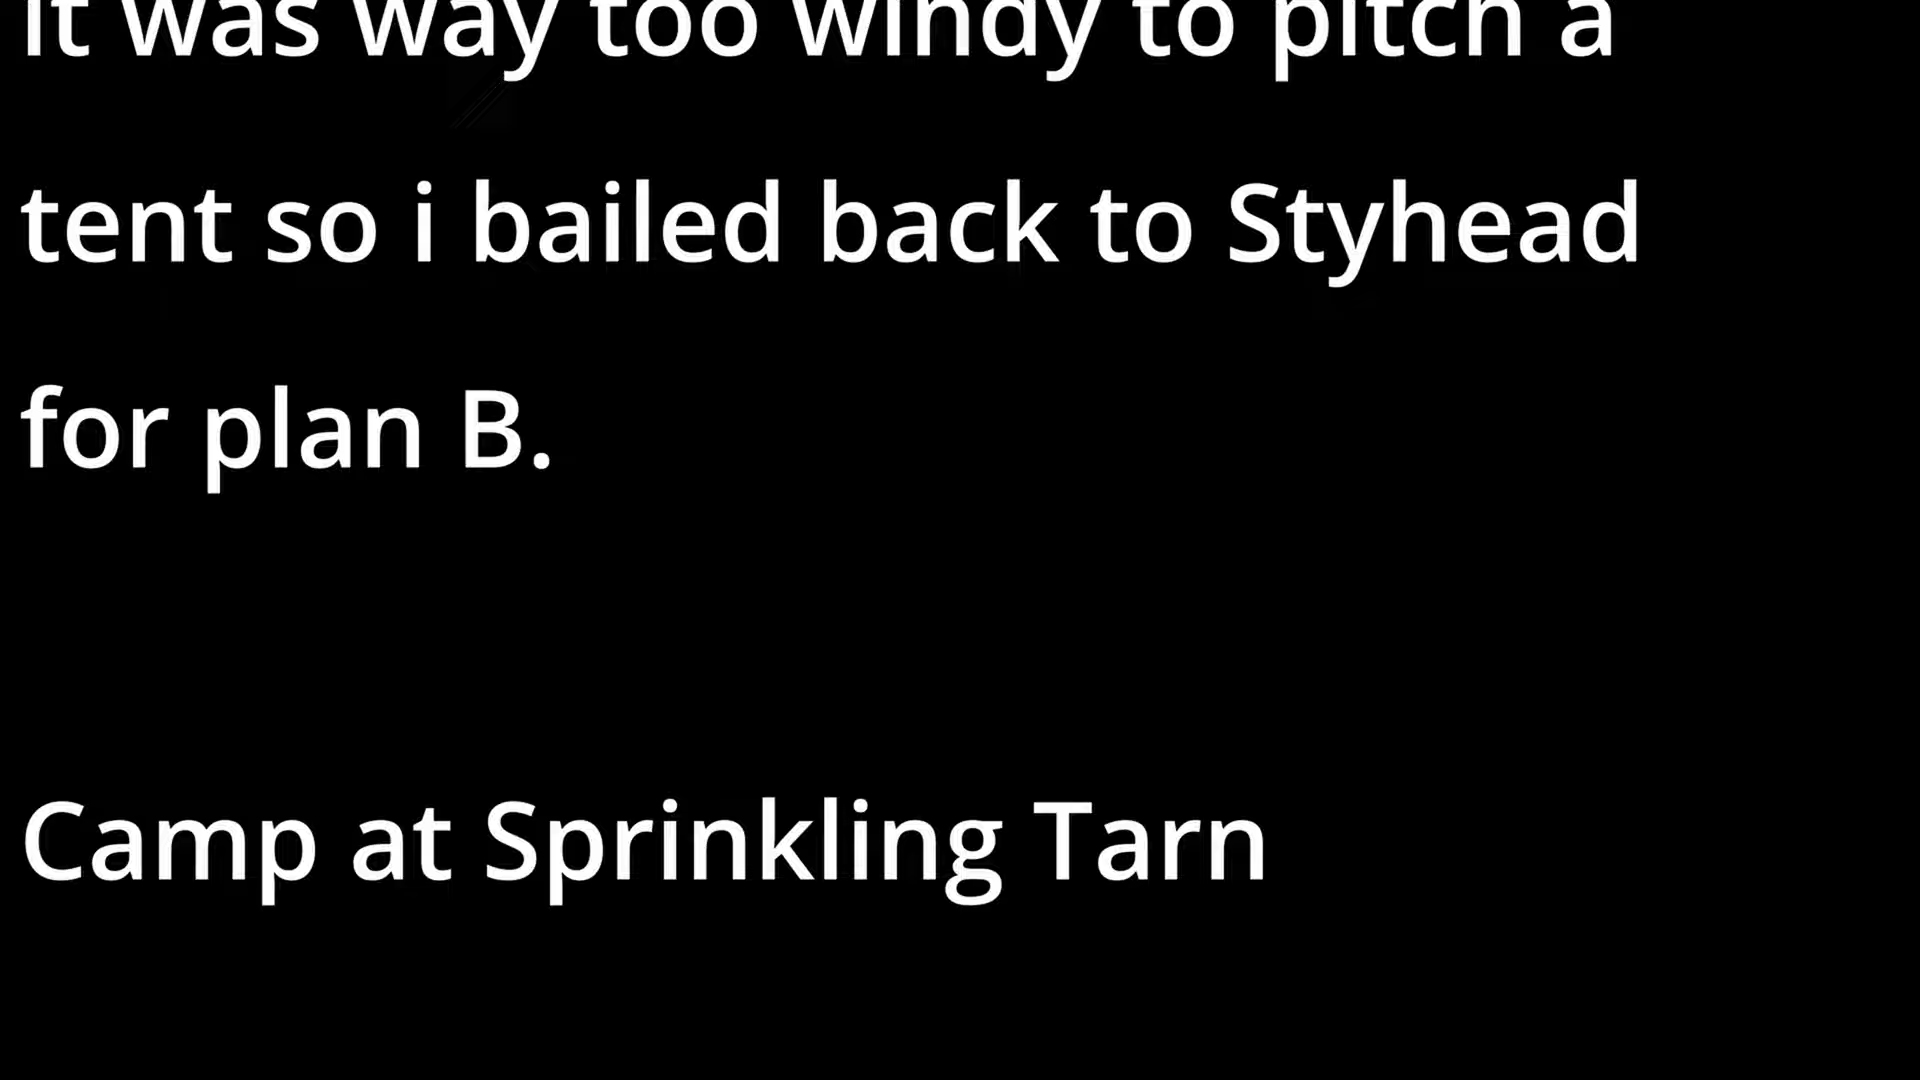 it was way too windy to pitch a
tent so i bailed back to Styhead
for plan B.
Camp at Sprinkling Tarn